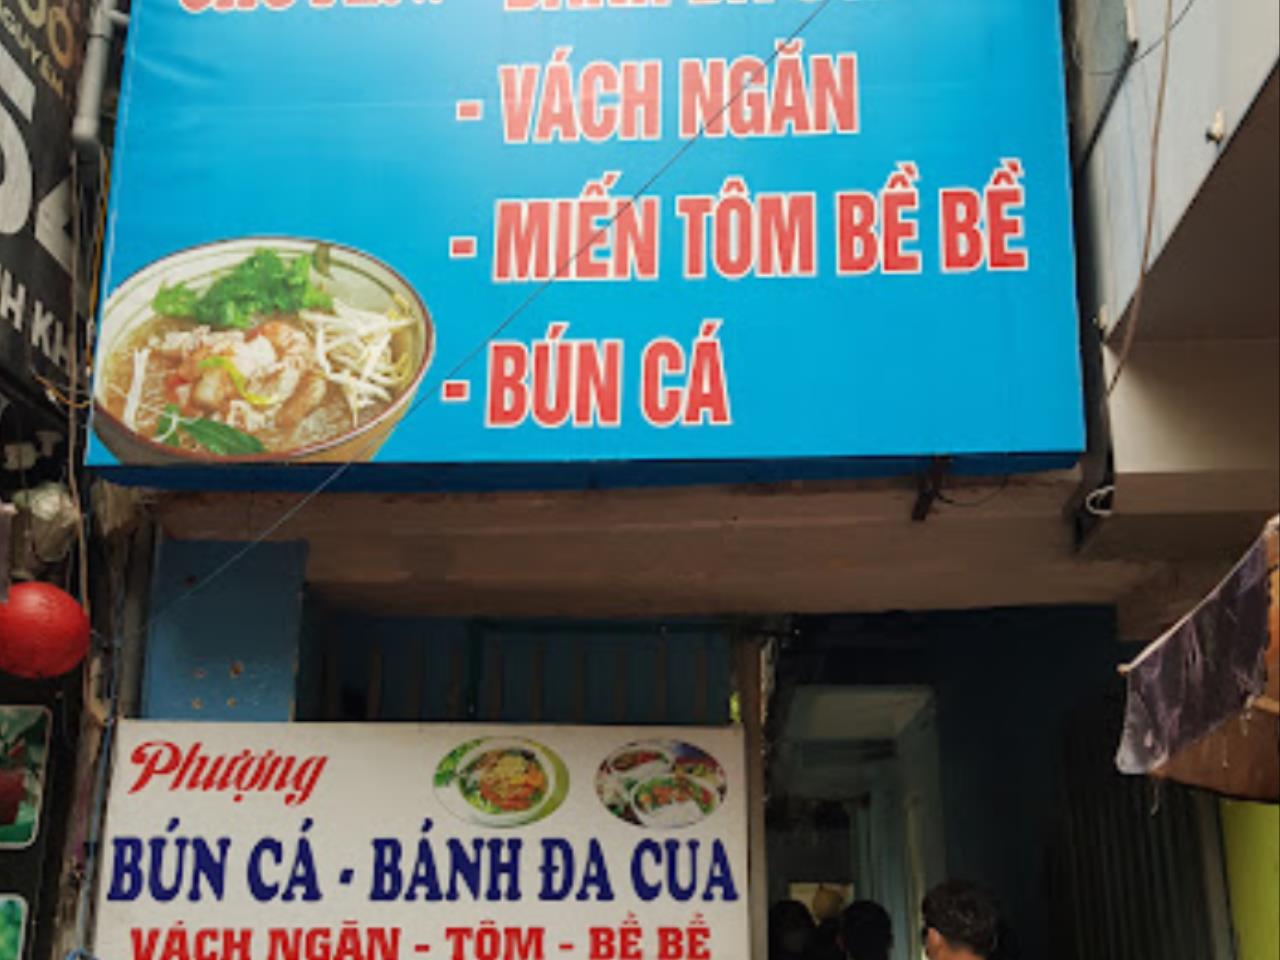 - VÁCH NGĂN
- MIẾN TÔM BỀ BỀ
- BÚN CÁ
Phượng
BÚN CÁ - BÁNH ĐA CUA
VÁCH NGĂN - TÔM - BỀ BỀ